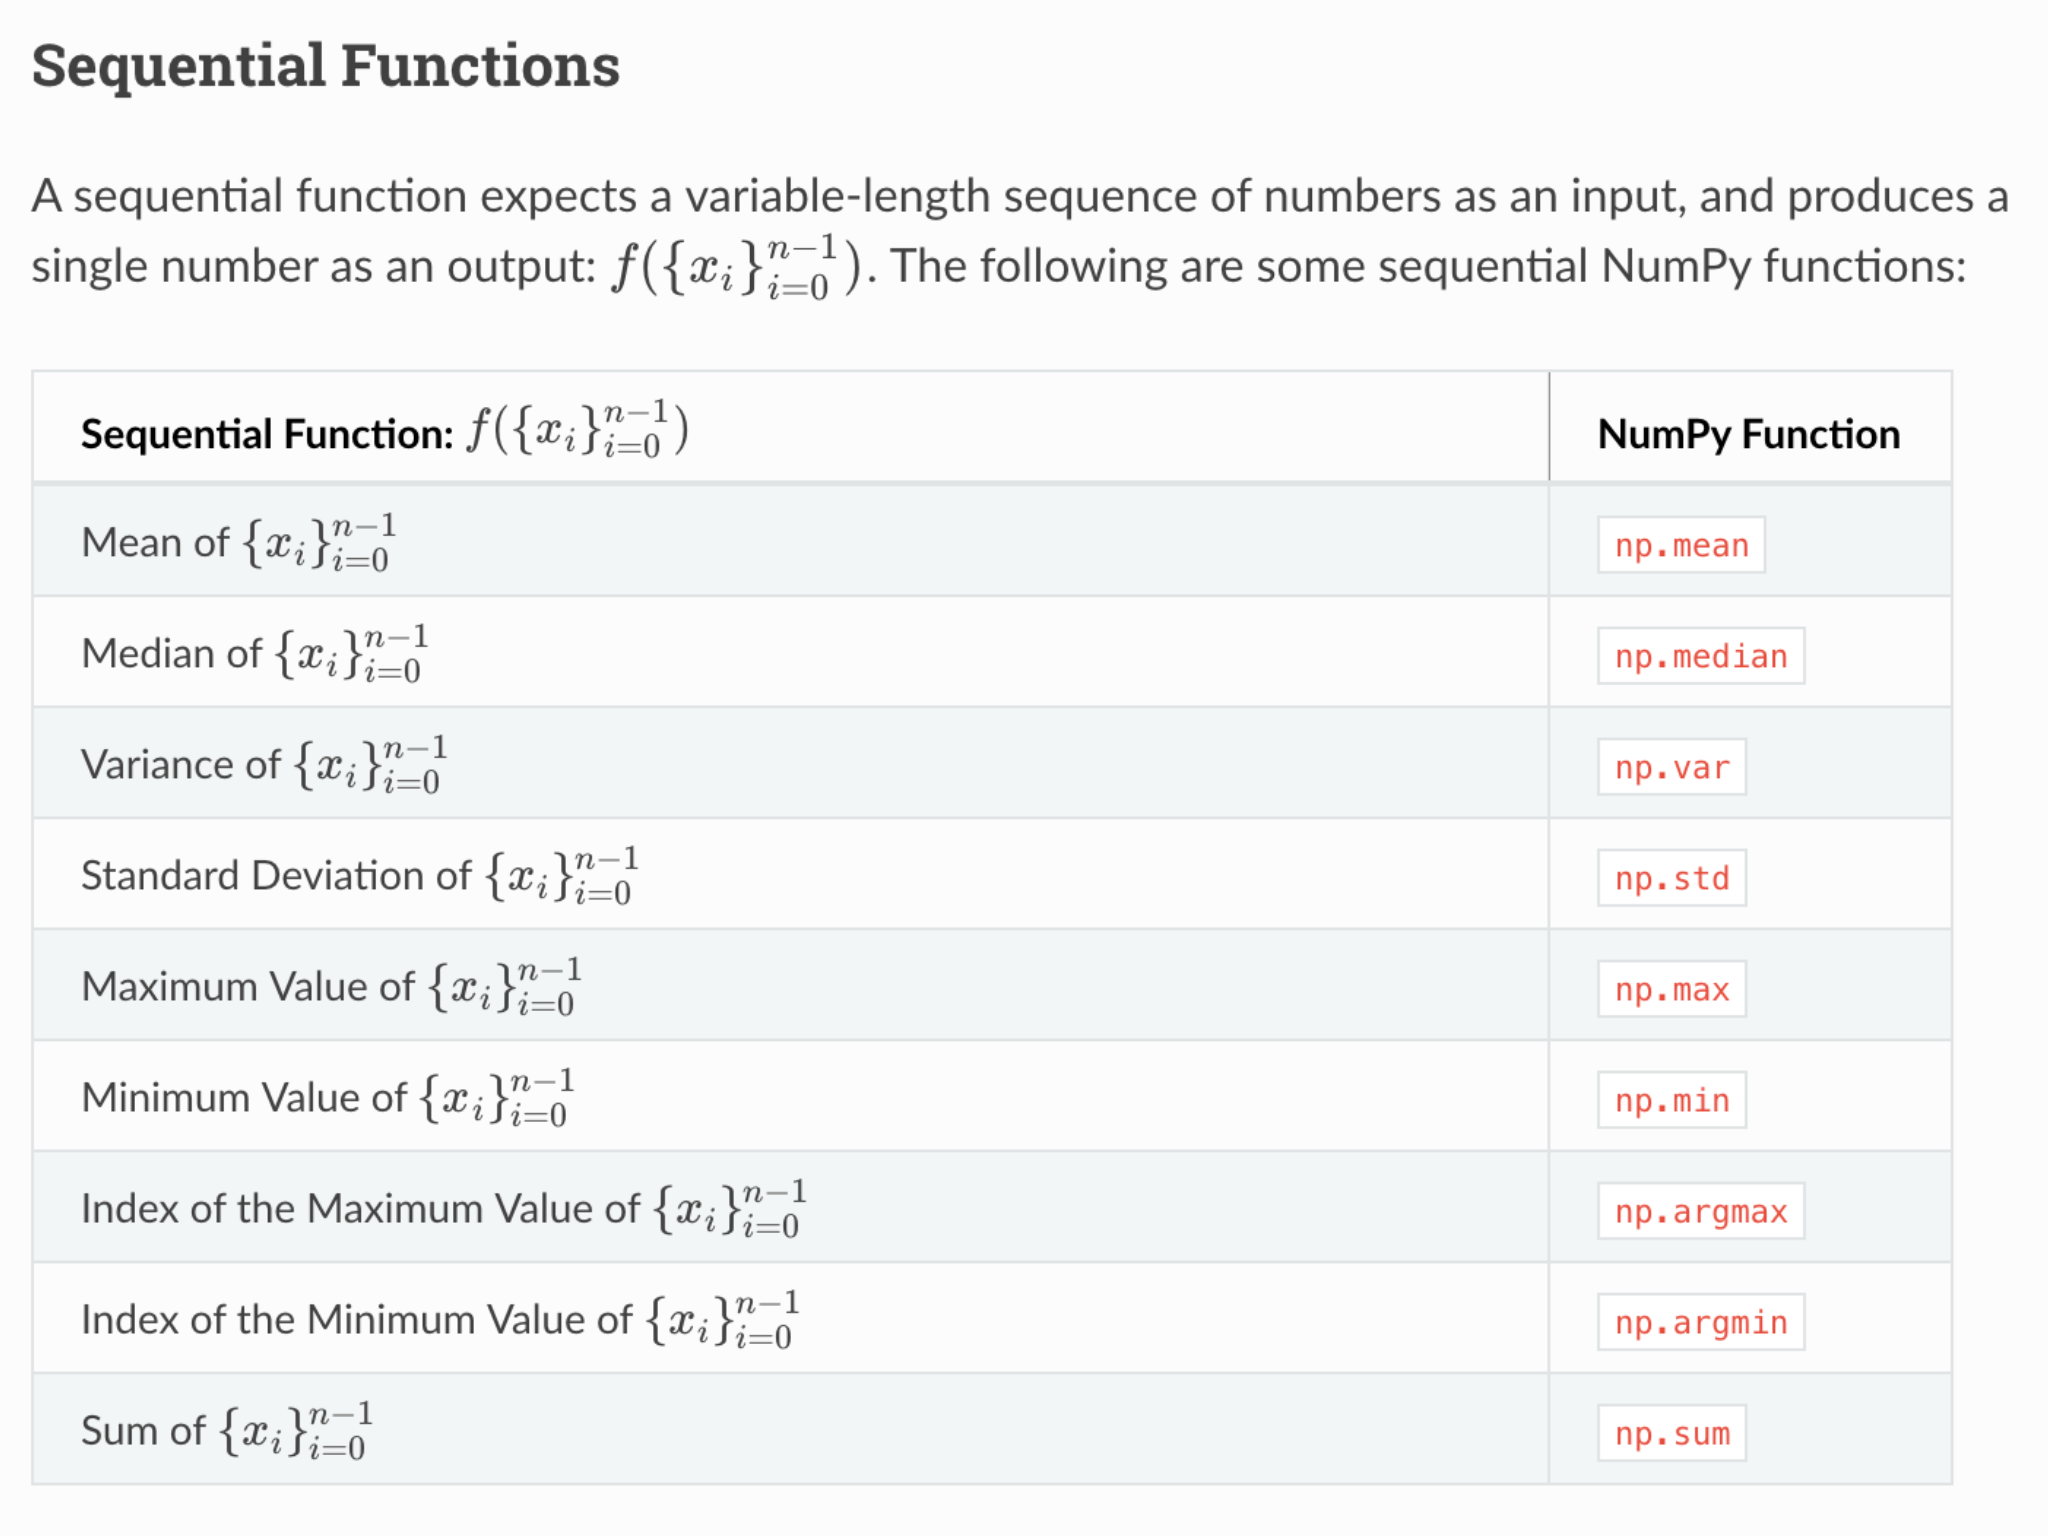 Sequential Functions
A sequential function expects a variable-length sequence of numbers as an input, and produces a
single number as an output: $f(\{x_i\}_{i=0}^{n-1})$. The following are some sequential NumPy functions:
Sequential Function: $f(\{x_i\}_{i=0}^{n-1})$ NumPy Function
Mean of $\{x_i\}_{i=0}^{n-1}$ np.mean
Median of $\{x_i\}_{i=0}^{n-1}$ np.median
Variance of $\{x_i\}_{i=0}^{n-1}$ np.var
Standard Deviation of $\{x_i\}_{i=0}^{n-1}$ np.std
Maximum Value of $\{x_i\}_{i=0}^{n-1}$ np.max
Minimum Value of $\{x_i\}_{i=0}^{n-1}$ np.min
Index of the Maximum Value of $\{x_i\}_{i=0}^{n-1}$ np.argmax
Index of the Minimum Value of $\{x_i\}_{i=0}^{n-1}$ np.argmin
Sum of $\{x_i\}_{i=0}^{n-1}$ np.sum